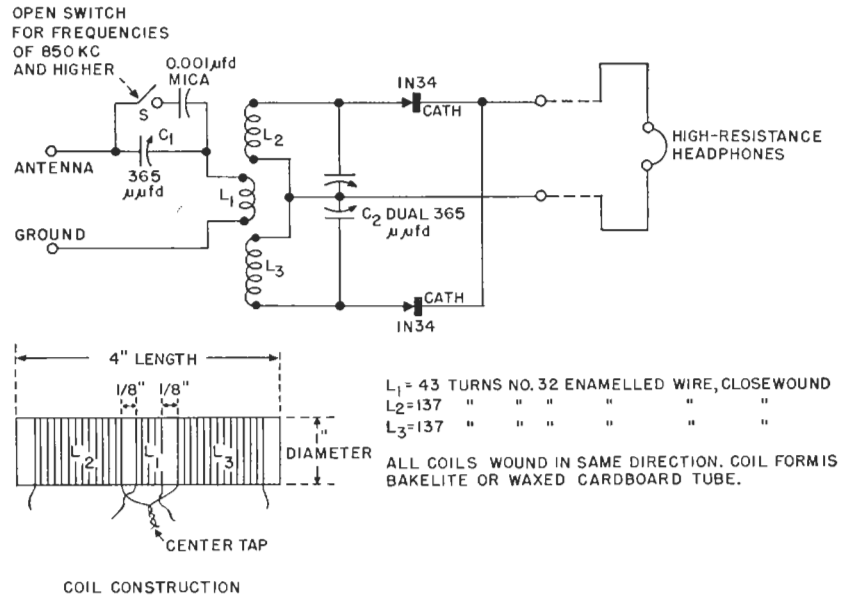 OPEN SWITCH
FOR FREQUENCIES
OF 850 KC
AND HIGHER
0.001 μfd
MICA
S
C1
365
μμfd
ANTENNA
GROUND
L1
L2
L3
IN34
CATH
C2 DUAL 365
μμfd
CATH
IN34
HIGH-RESISTANCE
HEADPHONES
4" LENGTH
1/8" 1/8"
L2 L1 L3
" DIAMETER
CENTER TAP
COIL CONSTRUCTION
L1 = 43 TURNS NO. 32 ENAMELLED WIRE, CLOSEWOUND
L2=137 " " " " " "
L3=137 " " " " " "
ALL COILS WOUND IN SAME DIRECTION. COIL FORM IS
BAKELITE OR WAXED CARDBOARD TUBE.